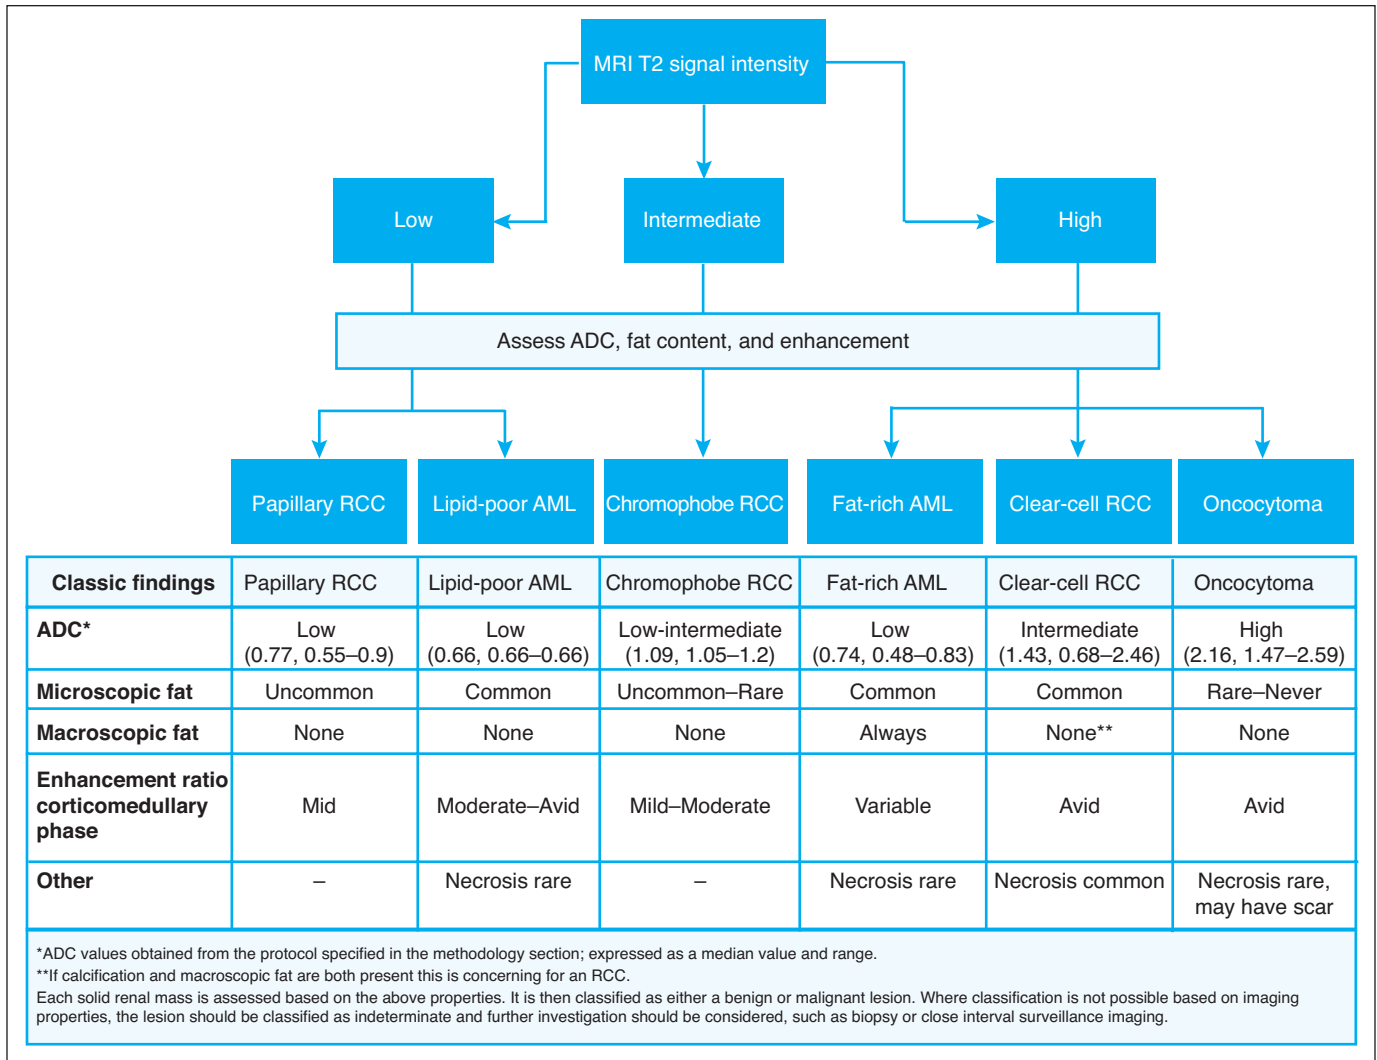 MRI T2 signal intensity
Low
Intermediate
High
Assess ADC, fat content, and enhancement
Papillary RCC
Lipid-poor AML
Chromophobe RCC
Fat-rich AML
Clear-cell RCC
Oncocytoma
Classic findings
Papillary RCC
Lipid-poor AML
Chromophobe RCC
Fat-rich AML
Clear-cell RCC
Oncocytoma
ADC*
Low
(0.77, 0.55–0.9)
Low
(0.66, 0.66–0.66)
Low-intermediate
(1.09, 1.05–1.2)
Low
(0.74, 0.48–0.83)
Intermediate
(1.43, 0.68–2.46)
High
(2.16, 1.47–2.59)
Microscopic fat
Uncommon
Common
Uncommon–Rare
Common
Common
Rare–Never
Macroscopic fat
None
None
None
Always
None**
None
Enhancement ratio
corticomedullary
phase
Mid
Moderate–Avid
Mild–Moderate
Variable
Avid
Avid
Other
–
Necrosis rare
–
Necrosis rare
Necrosis common
Necrosis rare,
may have scar
*ADC values obtained from the protocol specified in the methodology section; expressed as a median value and range.
**If calcification and macroscopic fat are both present this is concerning for an RCC.
Each solid renal mass is assessed based on the above properties. It is then classified as either a benign or malignant lesion. Where classification is not possible based on imaging
properties, the lesion should be classified as indeterminate and further investigation should be considered, such as biopsy or close interval surveillance imaging.